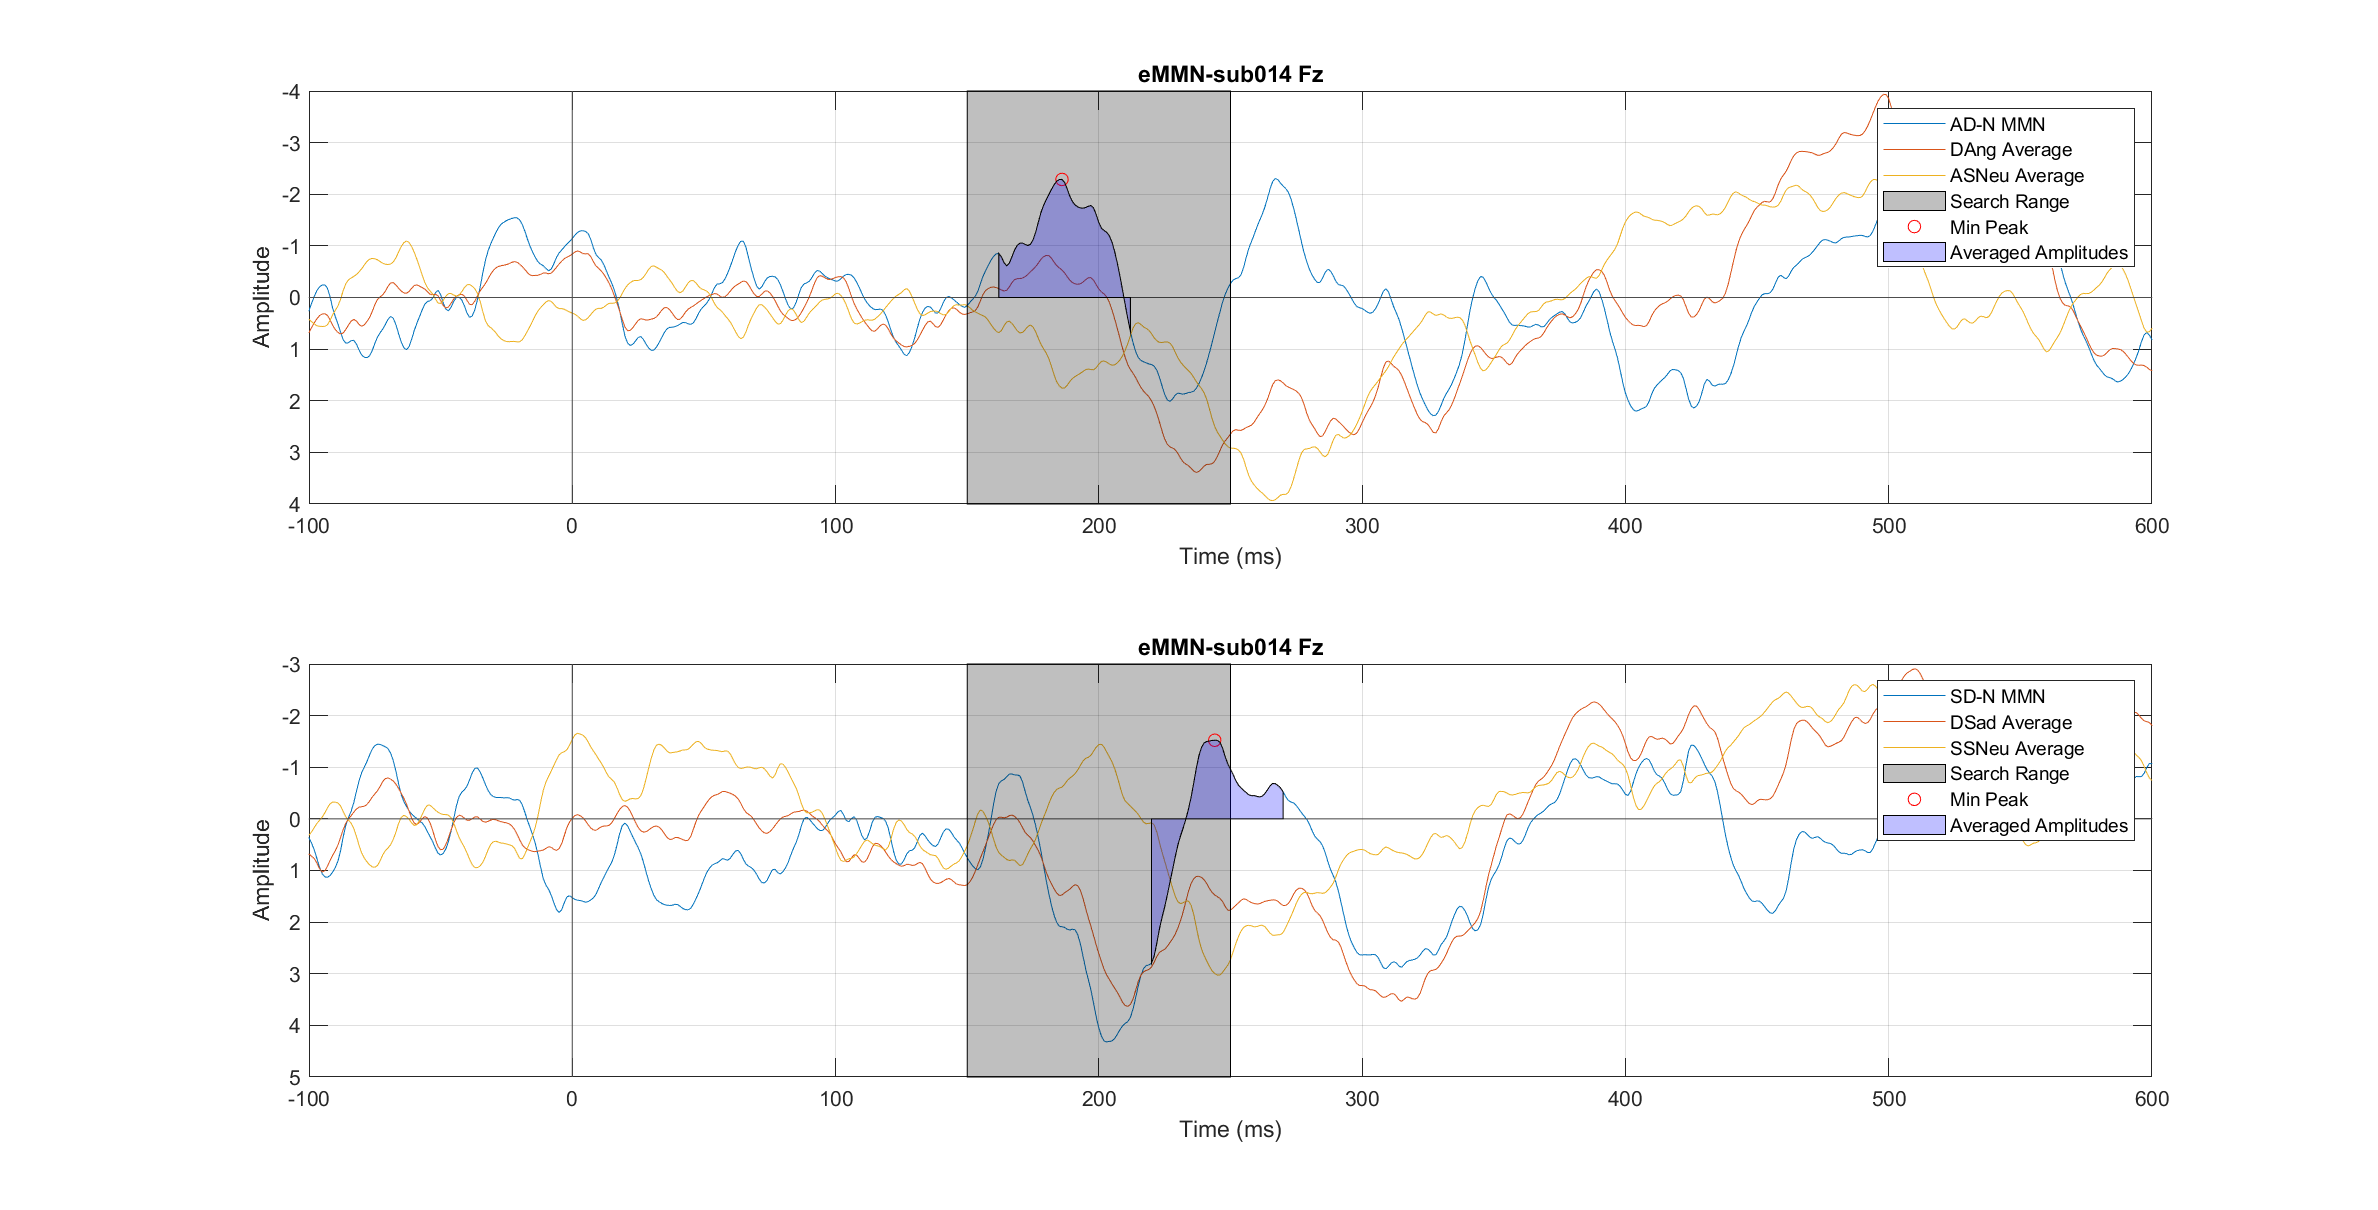 eMMN-sub014 Fz
-4
-3
-2
-1
0
1
2
3
4
Amplitude
-100 0 100 200 300 400 500 600
Time (ms)
AD-N MMN
DAng Average
ASNeu Average
Search Range
Min Peak
Averaged Amplitudes
eMMN-sub014 Fz
-3
-2
-1
0
1
2
3
4
5
Amplitude
-100 0 100 200 300 400 500 600
Time (ms)
SD-N MMN
DSad Average
SSNeu Average
Search Range
Min Peak
Averaged Amplitudes